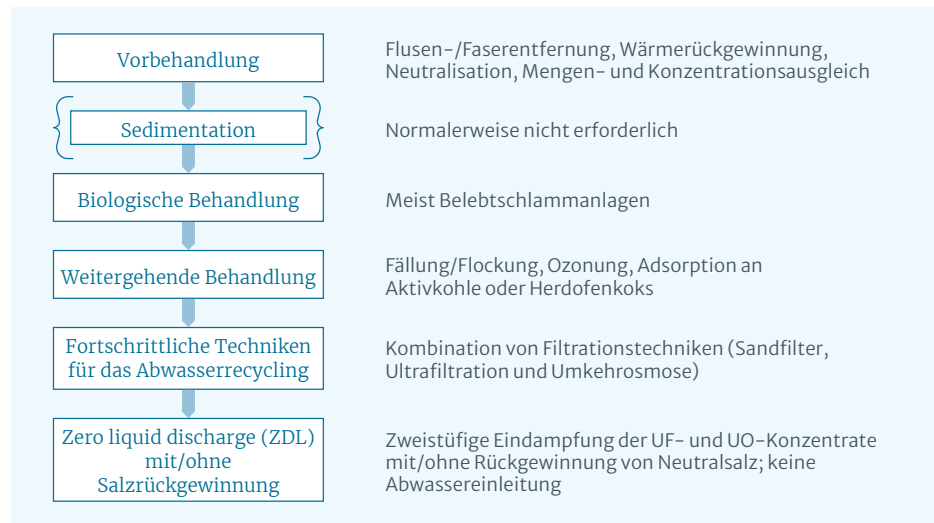 Vorbehandlung
Flusen-/Faserentfernung, Wärmerückgewinnung,
Neutralisation, Mengen- und Konzentrationsausgleich
Sedimentation
Normalerweise nicht erforderlich
Biologische Behandlung
Meist Belebtschlammanlagen
Weitergehende Behandlung
Fällung/Flockung, Ozonung, Adsorption an
Aktivkohle oder Herdofenkoks
Fortschrittliche Techniken
für das Abwasserrecycling
Kombination von Filtrationstechniken (Sandfilter,
Ultrafiltration und Umkehrosmose)
Zero liquid discharge (ZDL)
mit/ohne
Salzrückgewinnung
Zweistüfige Eindampfung der UF- und UO-Konzentrate
mit/ohne Rückgewinnung von Neutralsalz; keine
Abwassereinleitung